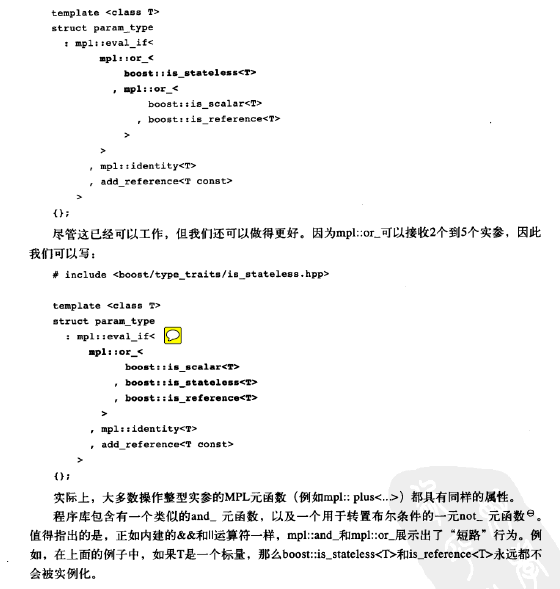 template <class T>
struct param_type
: mpl::eval_if<
mpl::or_<
boost::is_stateless<T>
, mpl::or_<
boost::is_scalar<T>
, boost::is_reference<T>
>
>
, mpl::identity<T>
, add_reference<T const>
>
{};
尽管这已经可以工作，但我们还可以做得更好。因为mpl::or_可以接收2个到5个实参，因此
我们可以写：
# include <boost/type_traits/is_stateless.hpp>
template <class T>
struct param_type
: mpl::eval_if<
mpl::or_<
boost::is_scalar<T>
, boost::is_stateless<T>
, boost::is_reference<T>
>
, mpl::identity<T>
, add_reference<T const>
>
{};
实际上，大多数操作整型实参的MPL元函数（例如mpl:: plus<...>）都具有同样的属性。
程序库包含有一个类似的and_ 元函数，以及一个用于转置布尔条件的一元not_ 元函数⊖。
值得指出的是，正如内建的&&和||运算符一样，mpl::and_和mpl::or_展示出了“短路”行为。例
如，在上面的例子中，如果T是一个标量，那么boost::is_stateless<T>和is_reference<T>永远都不
会被实例化。